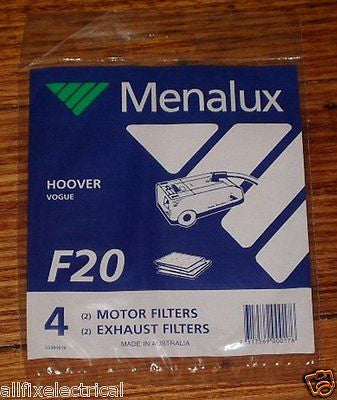 Menalux
HOOVER
VOGUE
F20
4 (2) MOTOR FILTERS
(2) EXHAUST FILTERS
MADE IN AUSTRALIA
allfixelectrical